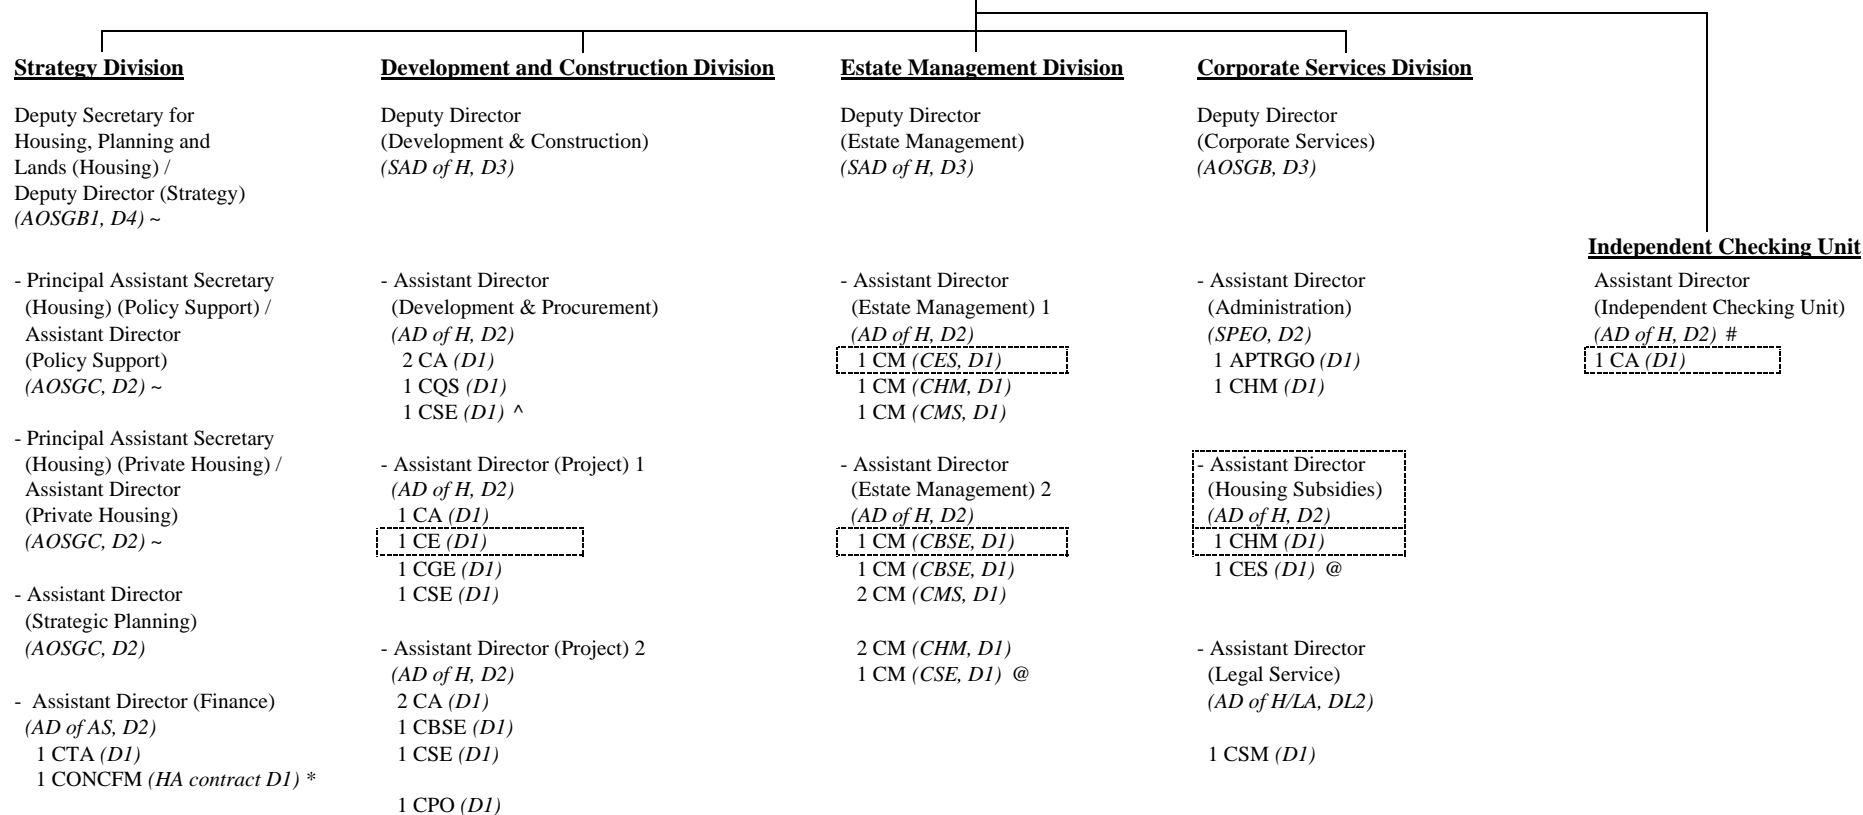 Strategy Division
Deputy Secretary for
Housing, Planning and
Lands (Housing) /
Deputy Director (Strategy)
(AOSGB1, D4) ~
- Principal Assistant Secretary
(Housing) (Policy Support) /
Assistant Director
(Policy Support)
(AOSGC, D2) ~
- Principal Assistant Secretary
(Housing) (Private Housing) /
Assistant Director
(Private Housing)
(AOSGC, D2) ~
- Assistant Director
(Strategic Planning)
(AOSGC, D2)
- Assistant Director (Finance)
(AD of AS, D2)
1 CTA (D1)
1 CONCFM (HA contract D1) *
Development and Construction Division
Deputy Director
(Development & Construction)
(SAD of H, D3)
- Assistant Director
(Development & Procurement)
(AD of H, D2)
2 CA (D1)
1 CQS (D1)
1 CSE (D1) ^
- Assistant Director (Project) 1
(AD of H, D2)
1 CA (D1)
1 CE (D1)
1 CGE (D1)
1 CSE (D1)
- Assistant Director (Project) 2
(AD of H, D2)
2 CA (D1)
1 CBSE (D1)
1 CSE (D1)
1 CPO (D1)
Estate Management Division
Deputy Director
(Estate Management)
(SAD of H, D3)
- Assistant Director
(Estate Management) 1
(AD of H, D2)
1 CM (CES, D1)
1 CM (CHM, D1)
1 CM (CMS, D1)
- Assistant Director
(Estate Management) 2
(AD of H, D2)
1 CM (CBSE, D1)
1 CM (CBSE, D1)
2 CM (CMS, D1)
2 CM (CHM, D1)
1 CM (CSE, D1) @
Corporate Services Division
Deputy Director
(Corporate Services)
(AOSGB, D3)
- Assistant Director
(Administration)
(SPEO, D2)
1 APTRGO (D1)
1 CHM (D1)
- Assistant Director
(Housing Subsidies)
(AD of H, D2)
1 CHM (D1)
1 CES (D1) @
- Assistant Director
(Legal Service)
(AD of H/LA, DL2)
1 CSM (D1)
Independent Checking Unit
Assistant Director
(Independent Checking Unit)
(AD of H, D2) #
1 CA (D1)